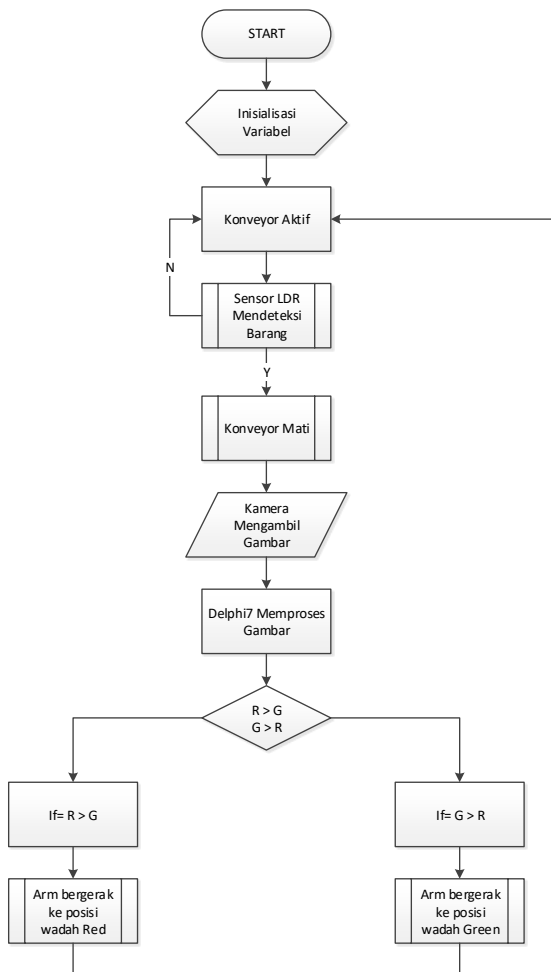 START
Inisialisasi
Variabel
Konveyor Aktif
N
Sensor LDR
Mendeteksi
Barang
Y
Konveyor Mati
Kamera
Mengambil
Gambar
Delphi7 Memproses
Gambar
R > G
G > R
If= R > G
If= G > R
Arm bergerak
ke posisi
wadah Red
Arm bergerak
ke posisi
wadah Green